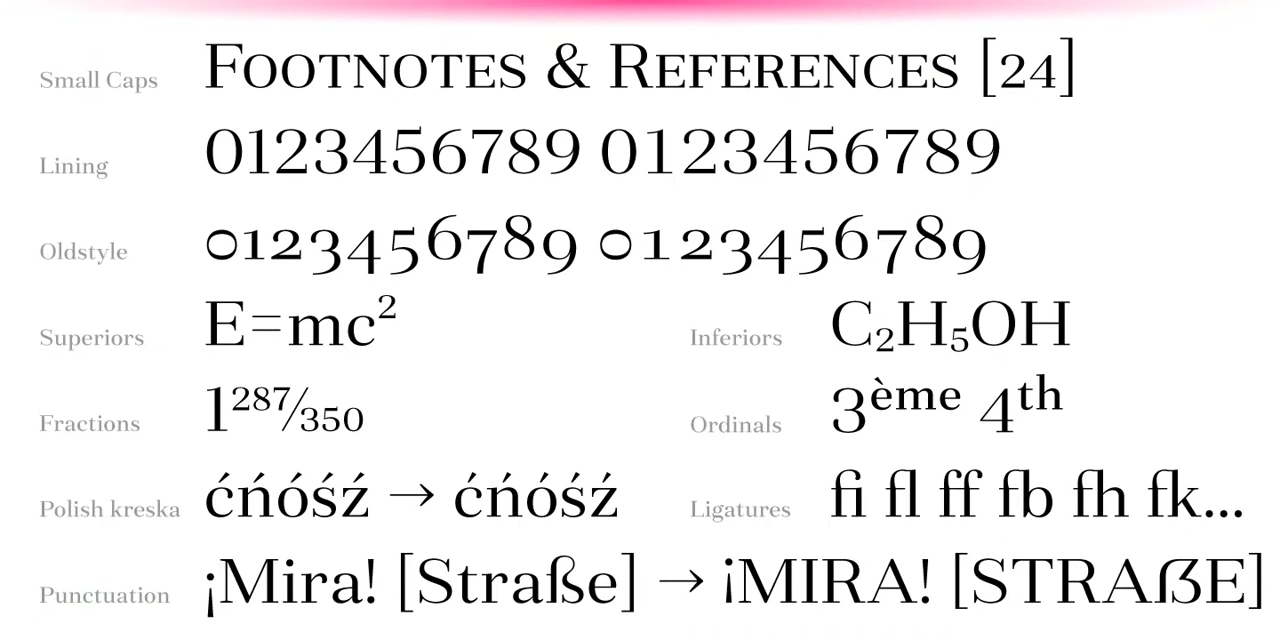 Small Caps Footnotes & References [24]
Lining 0123456789 0123456789
Oldstyle 0123456789 0123456789
Superiors E=mc² Inferiors C₂H₅OH
Fractions 1²⁸⁷⁄₃₅₀ Ordinals 3ᵉ̀ᵐᵉ 4ᵗʰ
Polish kreska ćńóśź → ćńóśź Ligatures fi fl ff fb fh fk...
Punctuation ¡Mira! [Straße] → ¡MIRA! [STRAẞE]